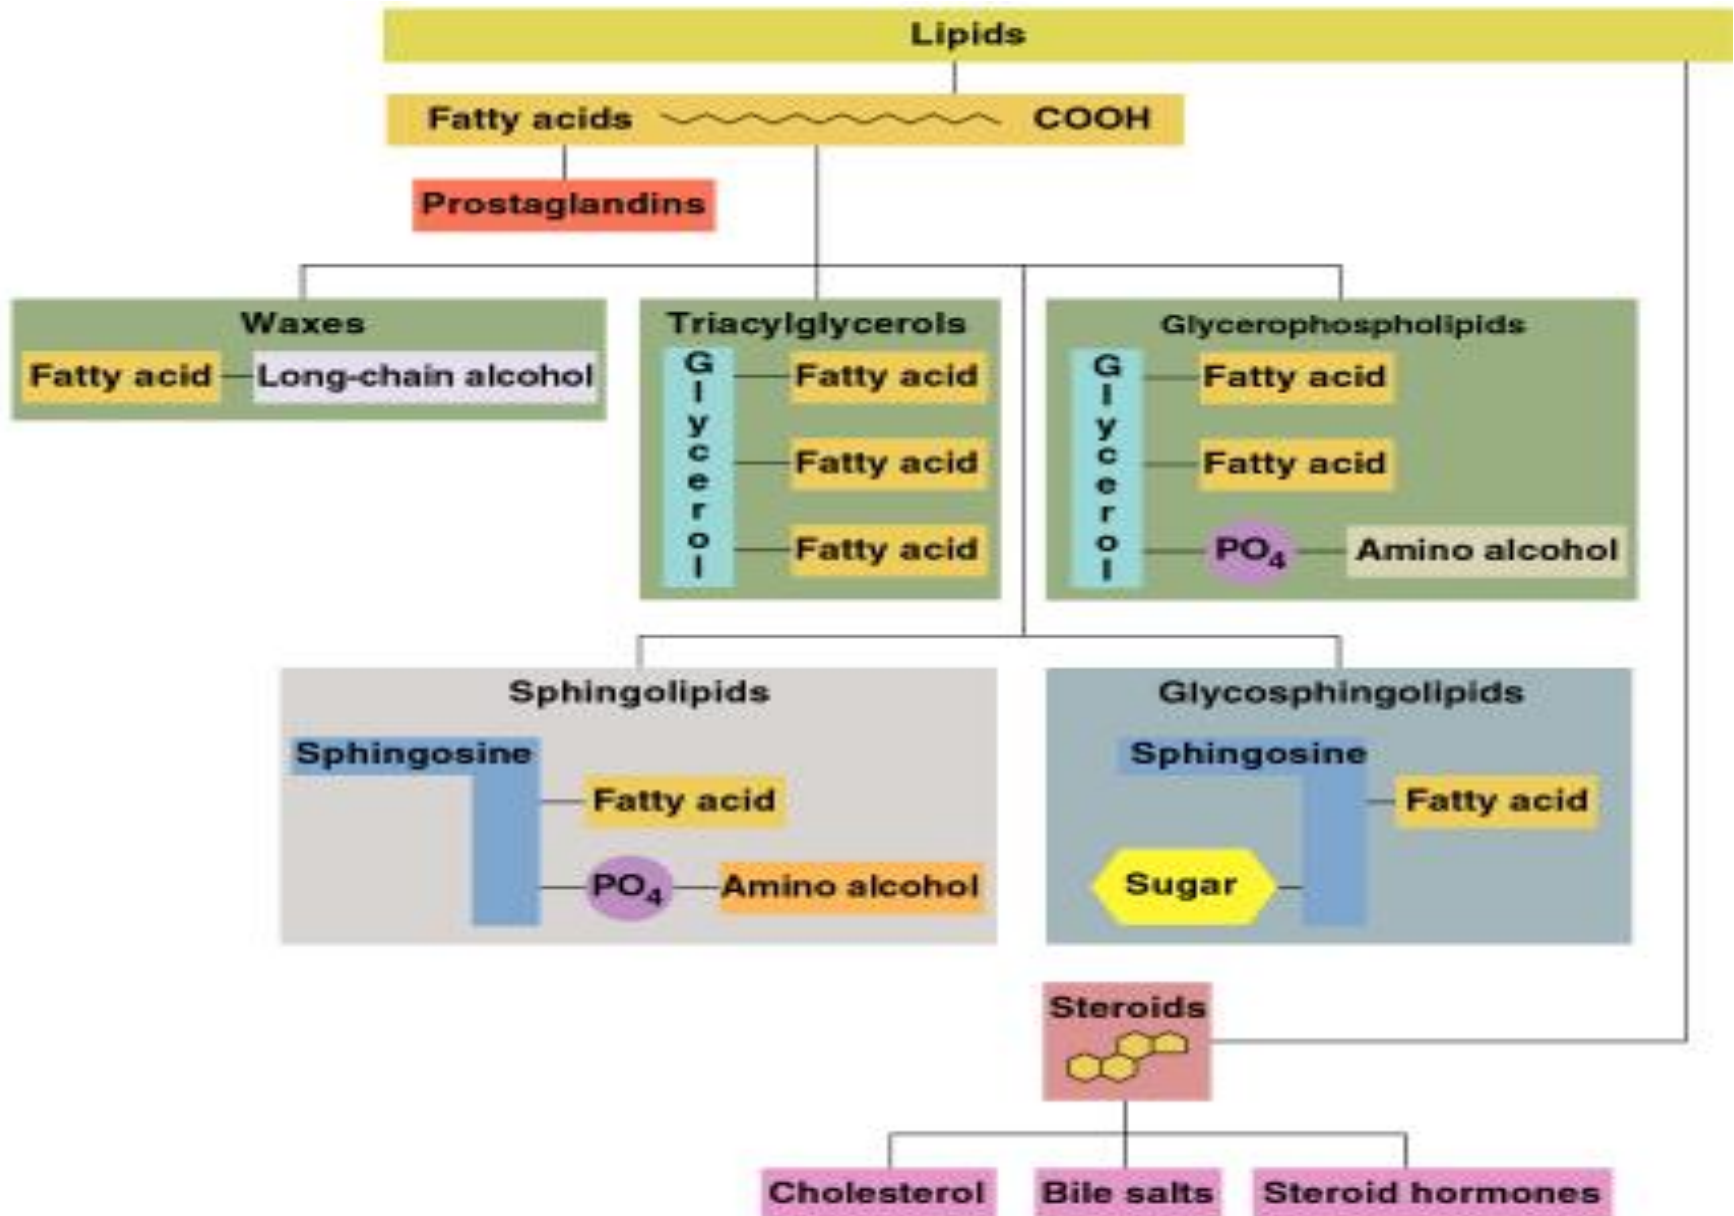 Lipids
Fatty acids COOH
Prostaglandins
Waxes
Fatty acid Long-chain alcohol
Triacylglycerols
Glycerol
Fatty acid
Fatty acid
Fatty acid
Glycerophospholipids
Glycerol
Fatty acid
Fatty acid
PO4 Amino alcohol
Sphingolipids
Sphingosine
Fatty acid
PO4 Amino alcohol
Glycosphingolipids
Sphingosine
Fatty acid
Sugar
Steroids
Cholesterol
Bile salts
Steroid hormones